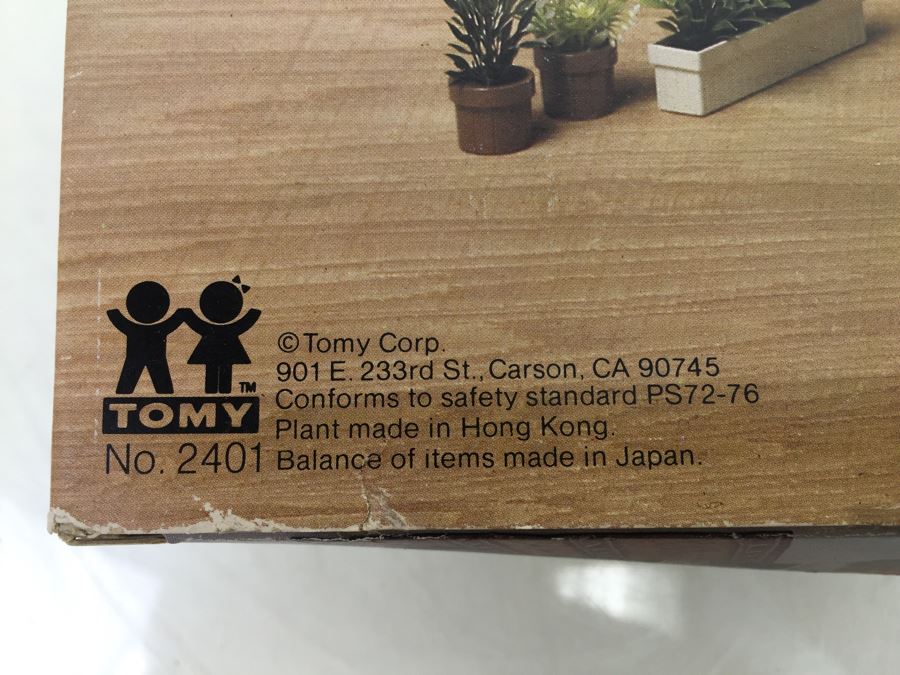 ©Tomy Corp.
901 E. 233rd St., Carson, CA 90745
Conforms to safety standard PS72-76
Plant made in Hong Kong.
Balance of items made in Japan.
TM
TOMY
No. 2401